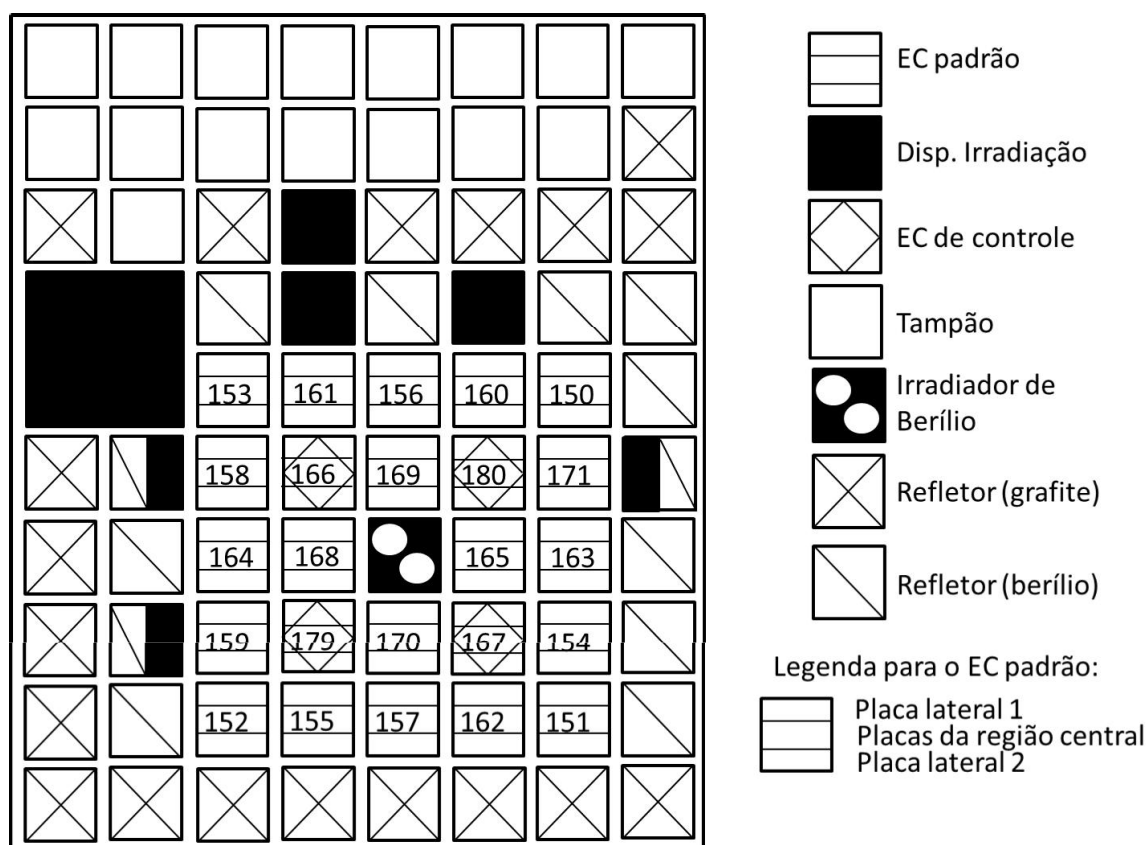 EC padrão
Disp. Irradiação
EC de controle
Tampão
Irradiador de
Berílio
Refletor (grafite)
Refletor (berílio)
153 161 156 160 150
158 166 169 180 171
164 168 165 163
159 179 170 167 154
152 155 157 162 151
Legenda para o EC padrão:
Placa lateral 1
Placas da região central
Placa lateral 2